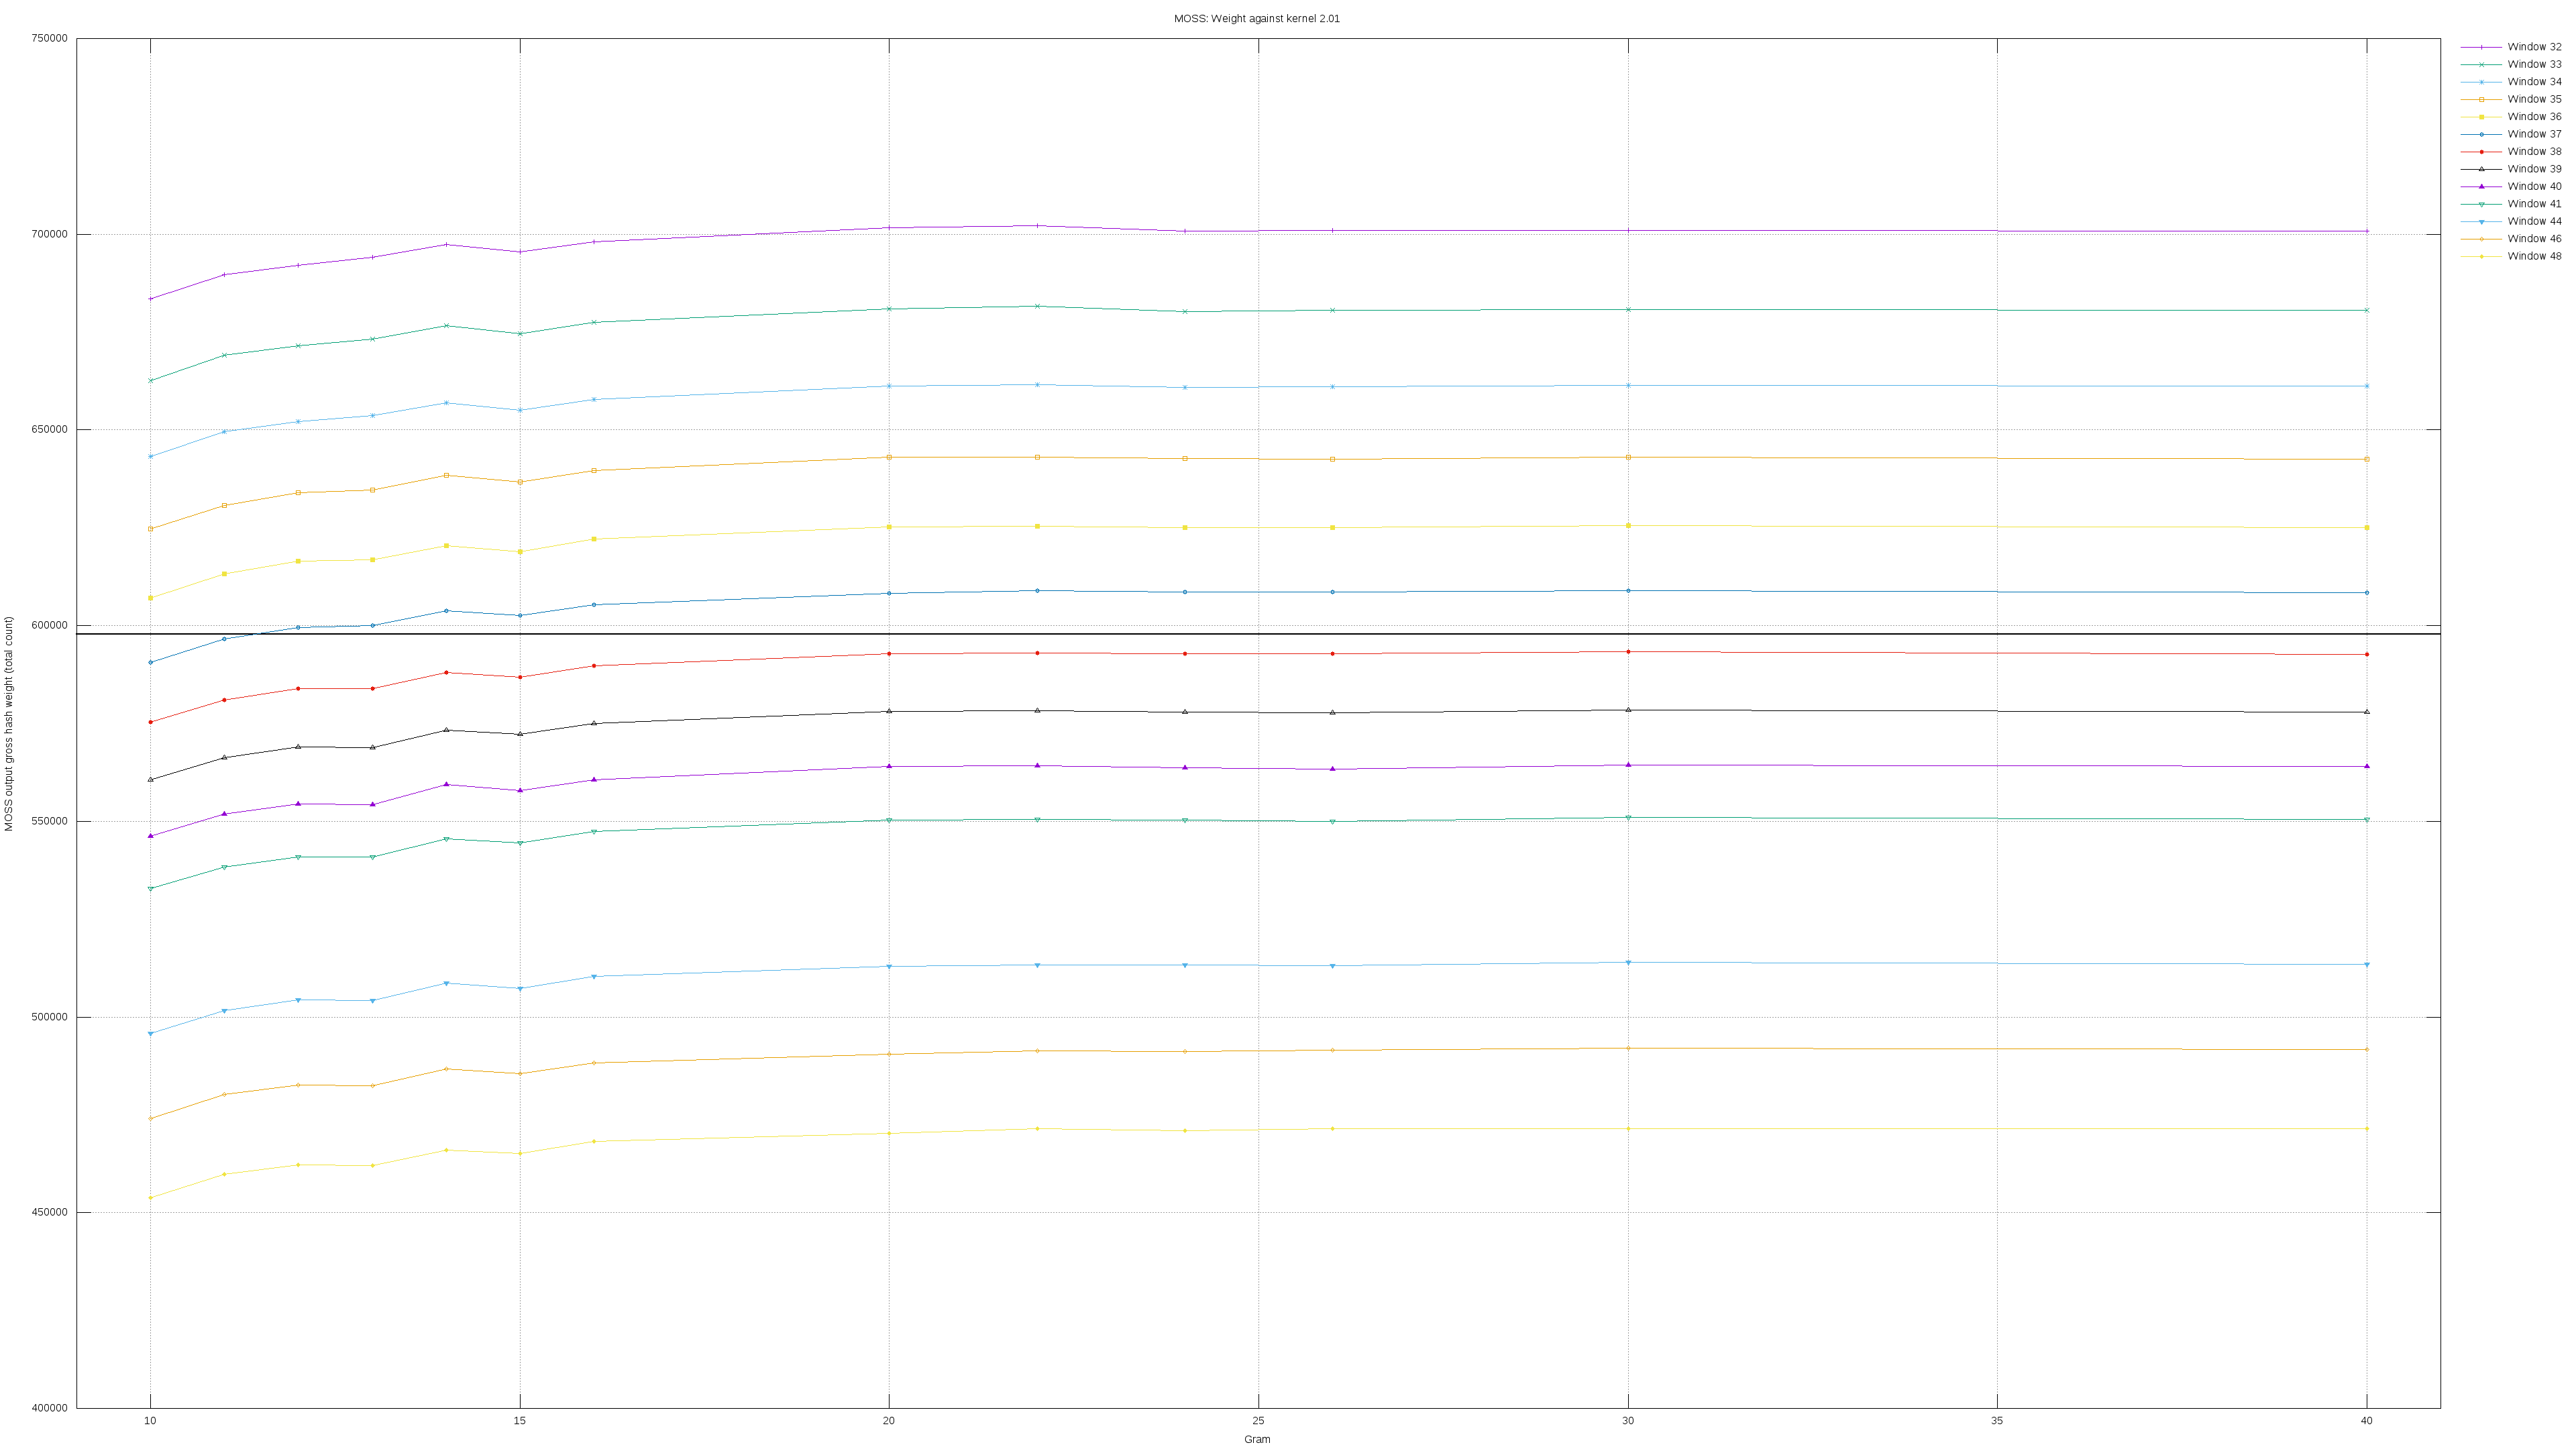 MOSS: Weight against kernel 2.01
750000
700000
650000
600000
550000
500000
450000
400000
MOSS output gross hash weight (total count)
10 15 20 25 30 35 40
Gram
Window 32
Window 33
Window 34
Window 35
Window 36
Window 37
Window 38
Window 39
Window 40
Window 41
Window 44
Window 46
Window 48